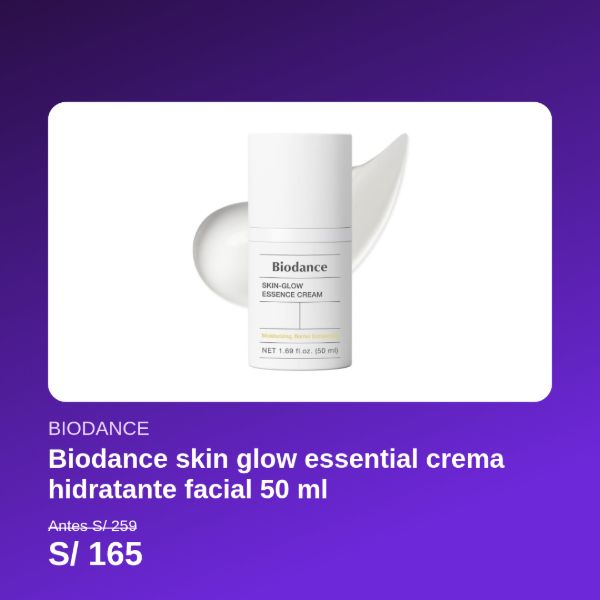 Biodance
SKIN-GLOW
ESSENCE CREAM
Moisturizing,
NET 1.69 fl.oz. (50 ml)
BIODANCE
Biodance skin glow essential crema
hidratante facial 50 ml
Antes S/ 259
S/ 165